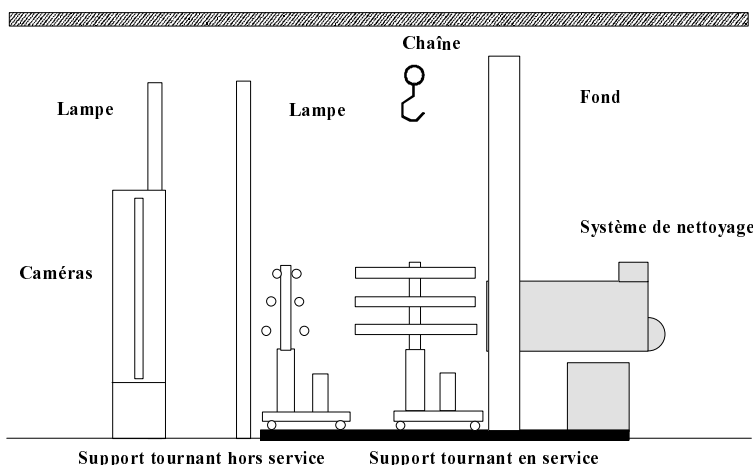 Chaîne
Lampe
Lampe
Fond
Système de nettoyage
Caméras
Support tournant hors service
Support tournant en service